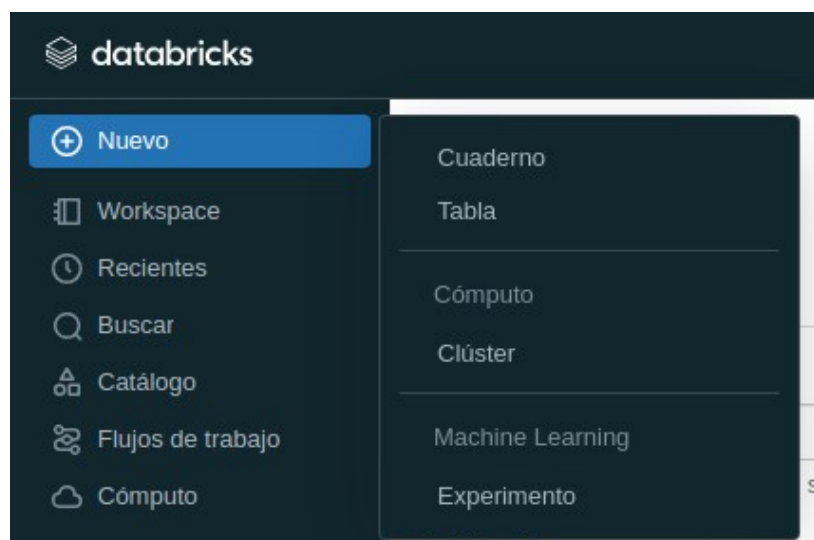 databricks
Nuevo
Workspace
Recientes
Buscar
Catálogo
Flujos de trabajo
Cómputo
Cuaderno
Tabla
Cómputo
Clúster
Machine Learning
Experimento